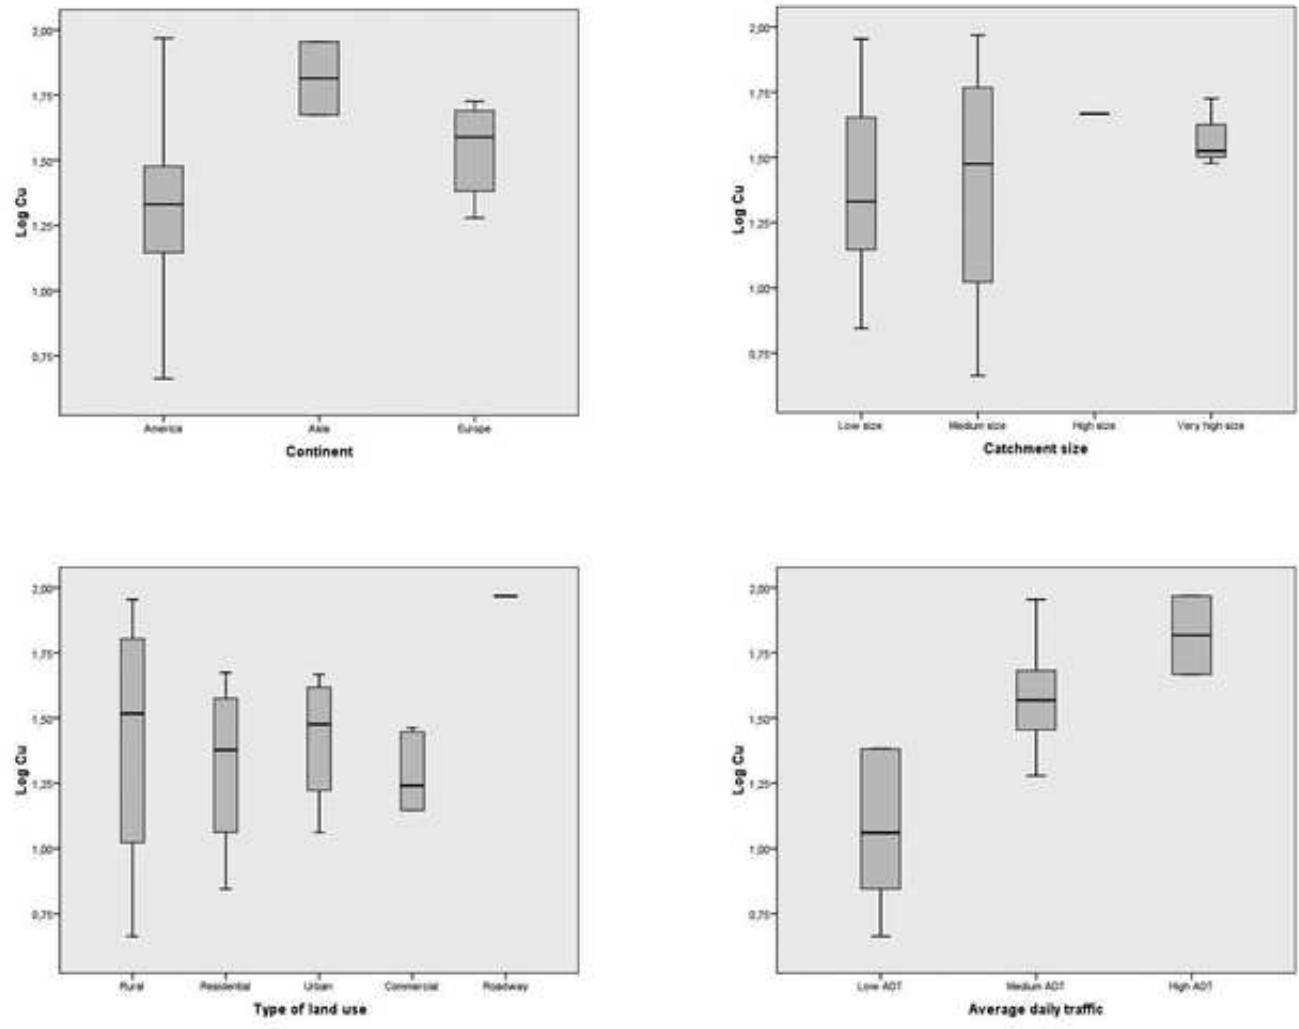 2,00
1,75
1,50
1,25
1,00
0,75
Log Cu
America Asia Europe
Continent
2,00
1,75
1,50
1,25
1,00
0,75
Log Cu
Low size Medium size High size Very high size
Catchment size
2,00
1,75
1,50
1,25
1,00
0,75
Log Cu
Rural Residential Urban Commercial Roadway
Type of land use
2,00
1,75
1,50
1,25
1,00
0,75
Log Cu
Low ADT Medium ADT High ADT
Average daily traffic